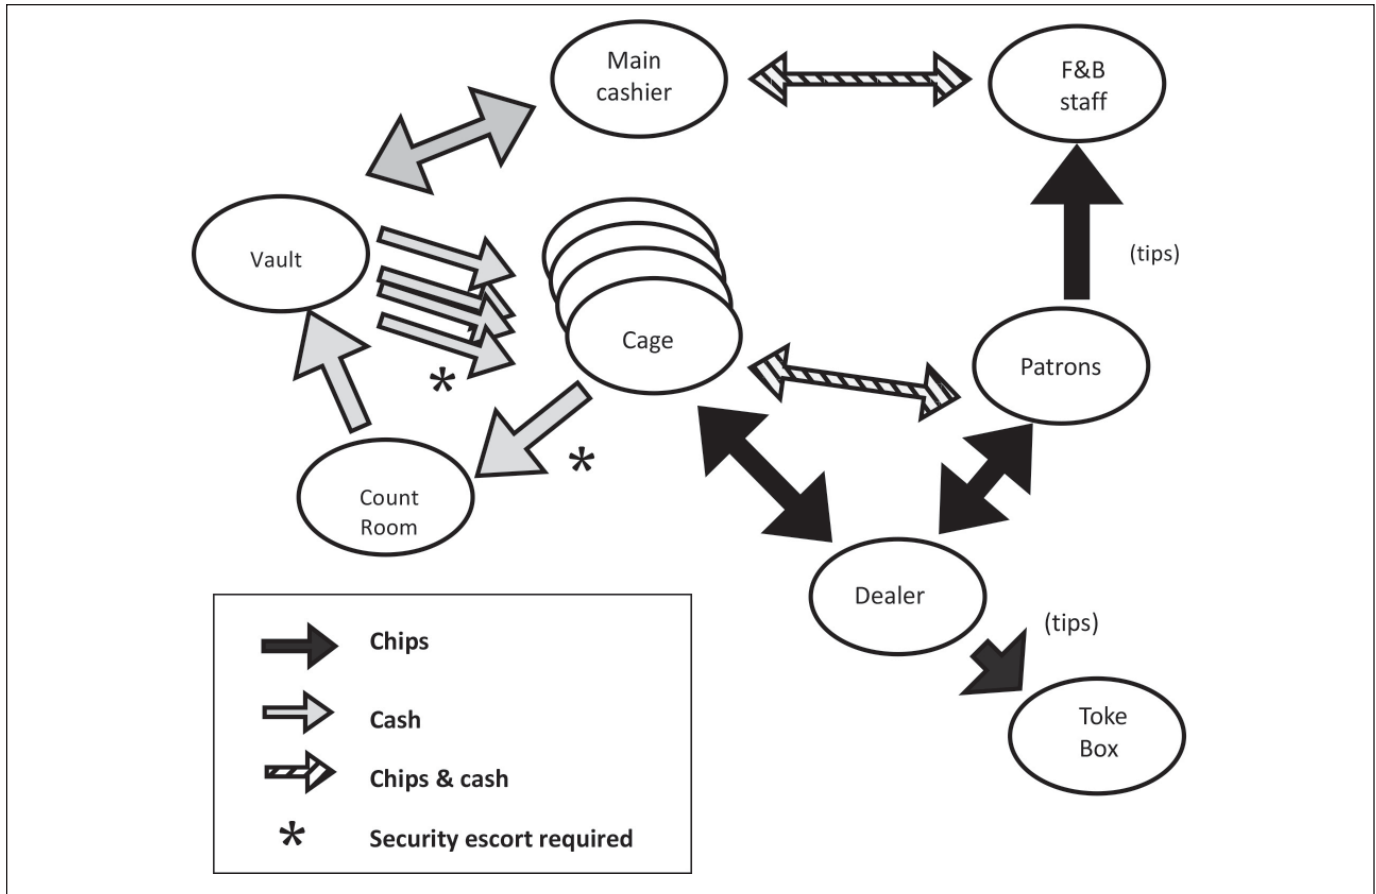 Main
cashier
F&B
staff
Vault
(tips)
Cage
Patrons
*
*
Count
Room
Dealer
(tips)
Toke
Box
Chips
Cash
Chips & cash
* Security escort required